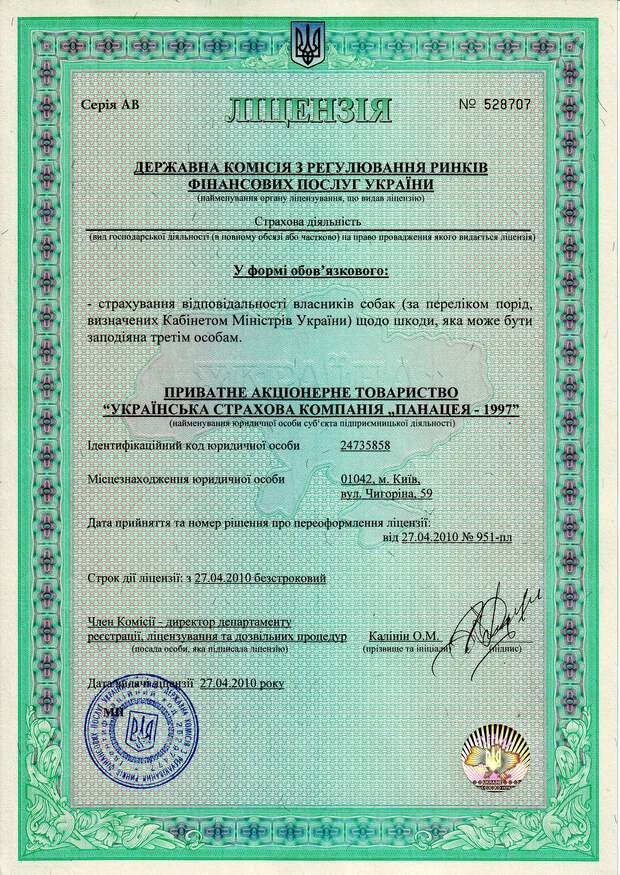 Серія АВ
ЛІЦЕНЗІЯ
№ 528707
ДЕРЖАВНА КОМІСІЯ З РЕГУЛЮВАННЯ РИНКІВ
ФІНАНСОВИХ ПОСЛУГ УКРАЇНИ
(найменування органу ліцензування, що видав ліцензію)
Страхова діяльність
(вид господарської діяльності (в повному обсязі або частково) на право провадження якого видається ліцензія)
У формі обов’язкового:
- страхування відповідальності власників собак (за переліком порід,
визначених Кабінетом Міністрів України) щодо шкоди, яка може бути
заподіяна третім особам.
ПРИВАТНЕ АКЦІОНЕРНЕ ТОВАРИСТВО
“УКРАЇНСЬКА СТРАХОВА КОМПАНІЯ „ПАНАЦЕЯ - 1997”
(найменування юридичної особи суб’єкта підприємницької діяльності)
Ідентифікаційний код юридичної особи 24735858
Місцезнаходження юридичної особи 01042, м. Київ,
вул. Чигоріна, 59
Дата прийняття та номер рішення про переоформлення ліцензії:
від 27.04.2010 № 951-пл
Строк дії ліцензії: з 27.04.2010 безстроковий
Член Комісії - директор департаменту
реєстрації, ліцензування та дозвільних процедур Калінін О.М.
(посада особи, яка підписала ліцензію) (прізвище та ініціали) (підпис)
Дата видачі ліцензії 27.04.2010 року
МП